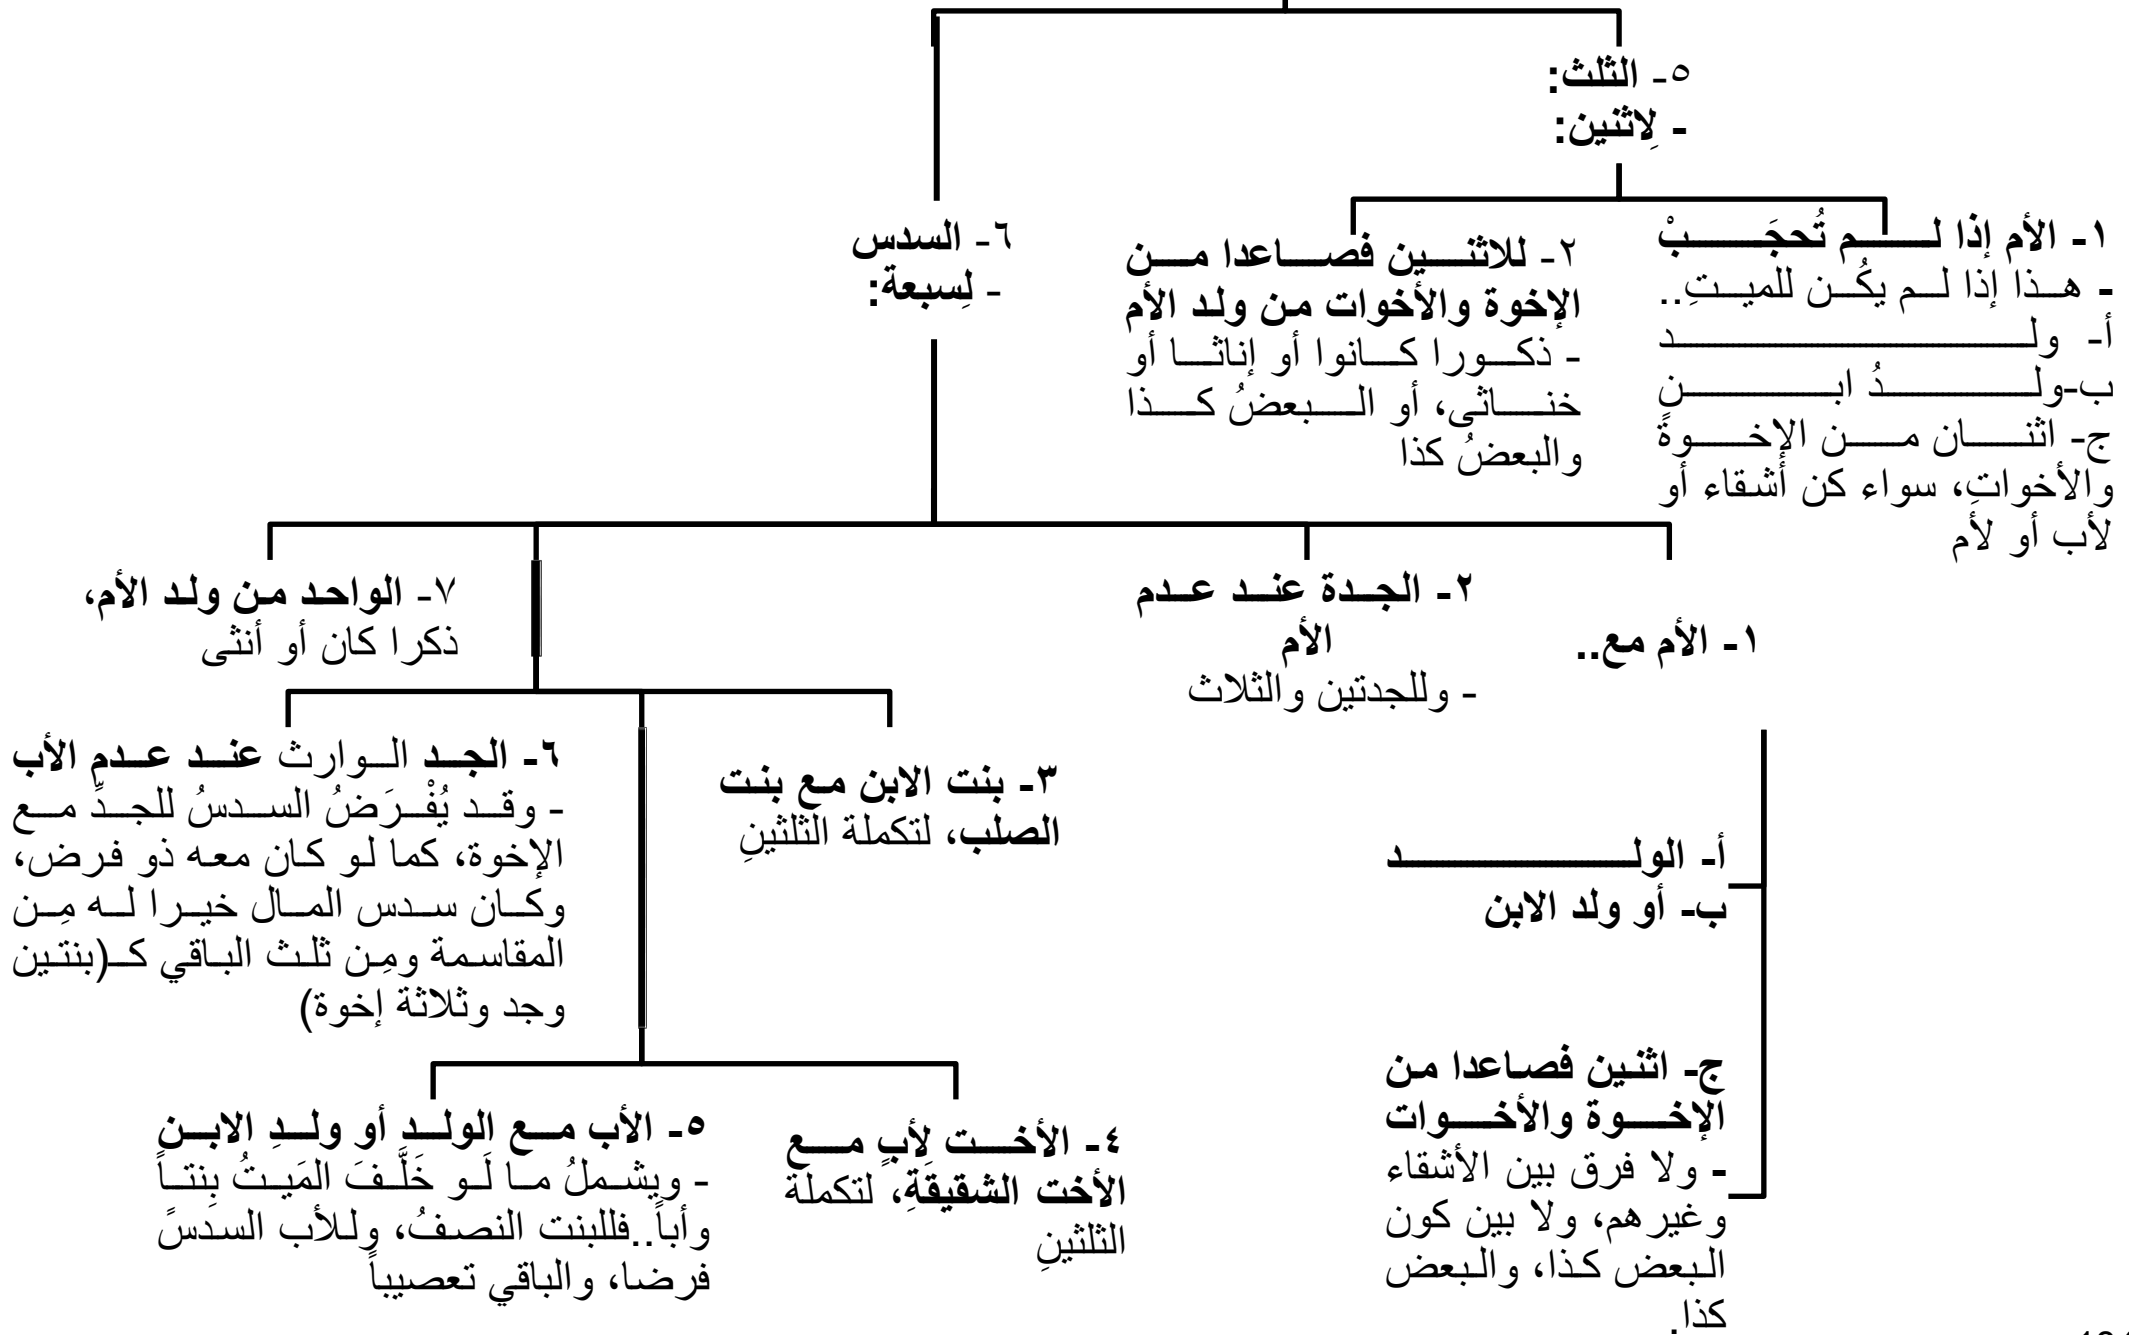 ٥- الثلث:
- لِاثنين:
١- الأم إذا لم تُحجَبْ
- هذا إذا لم يكُن للميتِ..
أ- ولد
ب-ولدُ ابنٍ
ج- اثنان من الإخوةِ
والأخواتِ، سواء كن أشقاء أو
لأب أو لأم
٢- للاثنين فصاعدا من
الإخوة والأخوات من ولد الأم
- ذكورا كانوا أو إناثا أو
خناثى، أو البعضُ كذا
والبعضُ كذا
٦- السدس
- لِسبعة:
١- الأم مع..
أ- الولد
ب- أو ولد الابن
ج- اثنين فصاعدا من
الإخوة والأخوات
- ولا فرق بين الأشقاء
وغيرهم، ولا بين كون
البعض كذا، والبعض
كذا.
٢- الجدة عند عدم
الأم
- وللجدتين والثلاث
٣- بنت الابن مع بنت
الصلب، لتكملة الثلثينِ
٤- الأخت لأبٍ مع
الأخت الشقيقَةِ، لتكملة
الثلثينِ
٥- الأب مع الولد أو ولدِ الابن
- ويشملُ ما لَو خَلَّفَ المَيتُ بِنتاً
وأباً..فللبنت النصفُ، وللأب السدسُ
فرضا، والباقي تعصيباً
٦- الجد الوارث عند عدمِ الأب
- وقد يُفْرَضُ السدسُ للجدِّ مع
الإخوة، كما لو كان معه ذو فرض،
وكان سدس المال خيرا له مِن
المقاسمة ومِن ثلث الباقي كـ(بنتين
وجد وثلاثة إخوة)
٧- الواحد من ولد الأم،
ذكرا كان أو أنثى